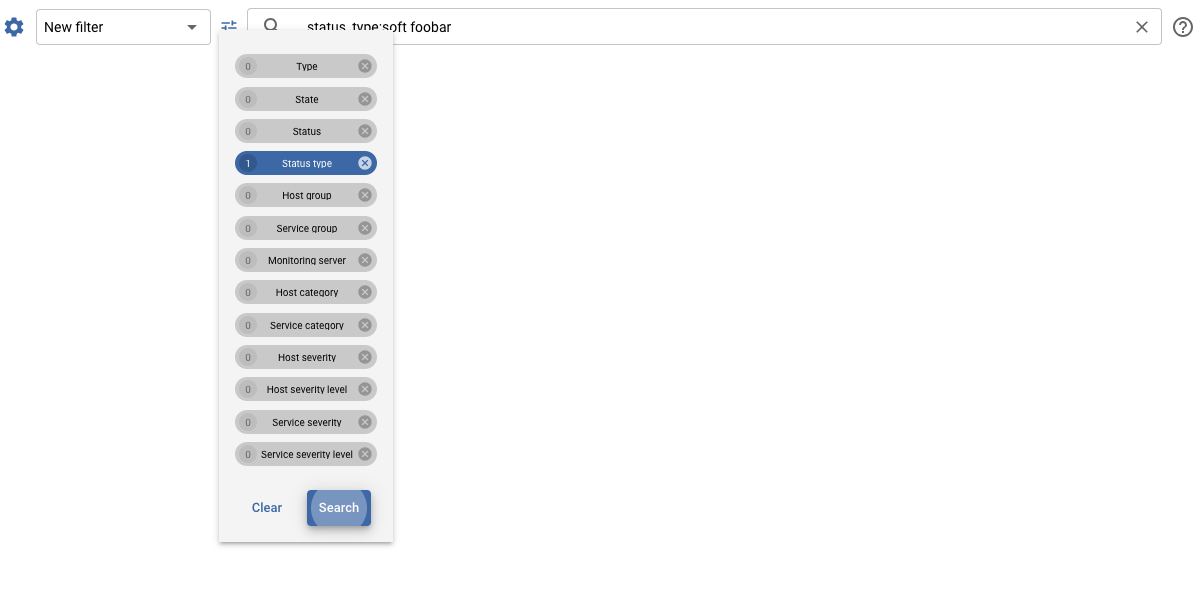 New filter
status_type:soft foobar
0 Type
0 State
0 Status
1 Status type
0 Host group
0 Service group
0 Monitoring server
0 Host category
0 Service category
0 Host severity
0 Host severity level
0 Service severity
0 Service severity level
Clear Search